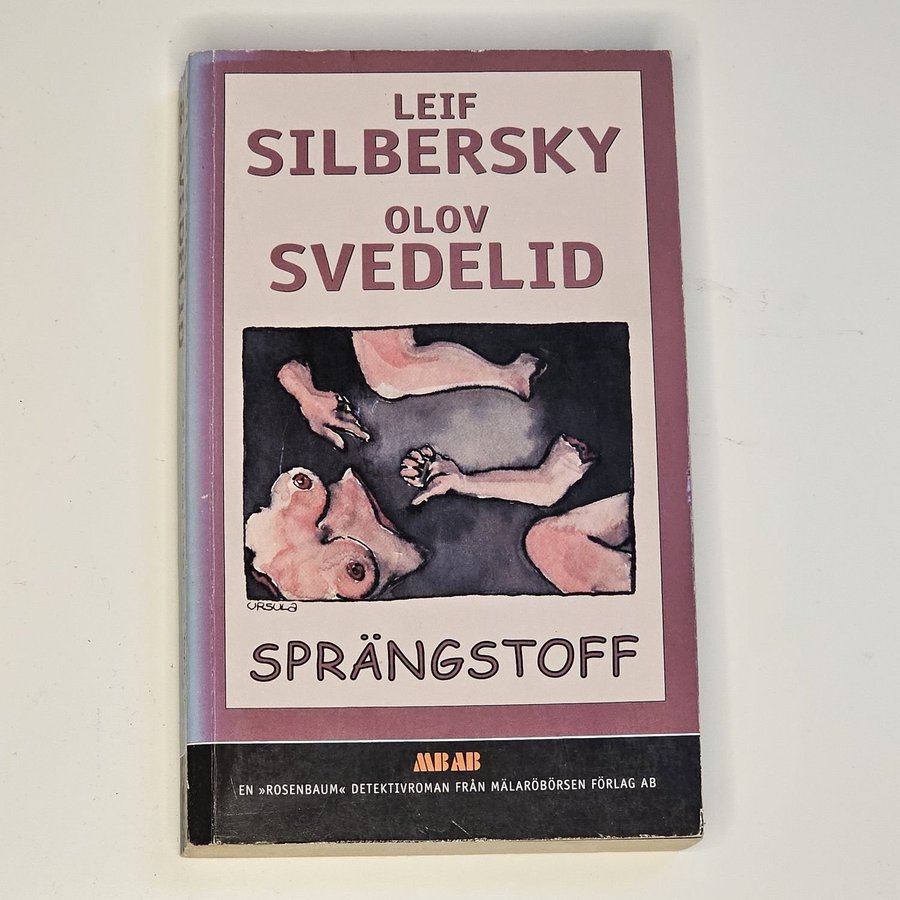 LEIF
SILBERSKY
OLOV
SVEDELID
URSULA
SPRÄNGSTOFF
MBAB
EN »ROSENBAUM« DETEKTIVROMAN FRÅN MÄLARÖBÖRSEN FÖRLAG AB